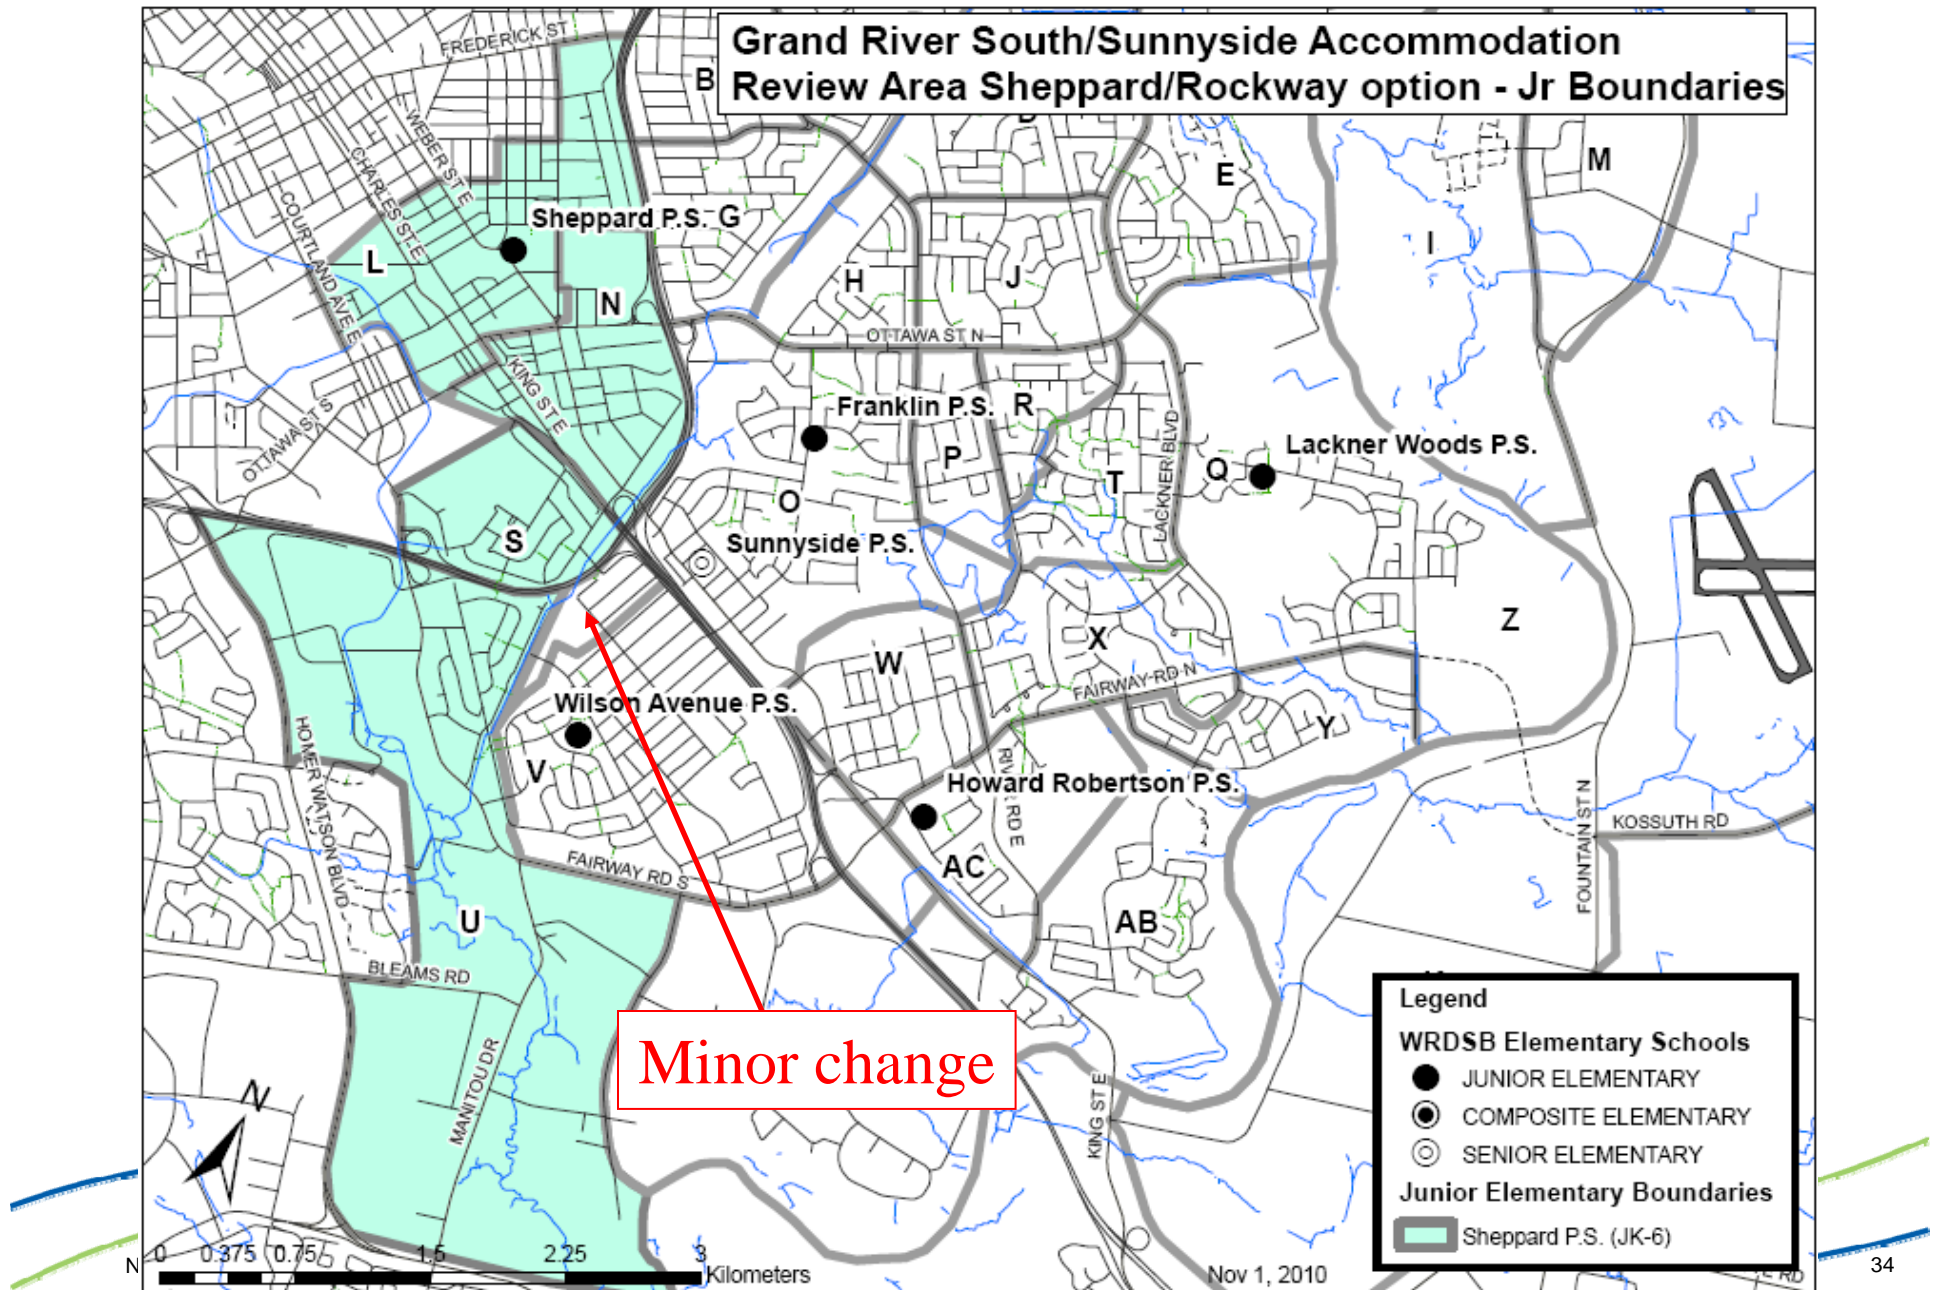 Grand River South/Sunnyside Accommodation
Review Area Sheppard/Rockway option - Jr Boundaries
FREDERICK ST
B
WEBER ST E
CHARLES ST E
COURTLAND AVE E
E
M
Sheppard P.S.
G
L
I
H
J
N
OTTAWA ST N
KING ST E
OTTAWA ST S
Franklin P.S.
R
LACKNER BLVD
Lackner Woods P.S.
P
Q
T
O
S
Sunnyside P.S.
Z
X
W
FAIRWAY RD N
Wilson Avenue P.S.
Y
V
HOMER WATSON BLVD
Howard Robertson P.S.
RIVER RD E
FOUNTAIN ST N
KOSSUTH RD
FAIRWAY RD S
AC
U
AB
BLEAMS RD
MANITOU DR
Minor change
KING ST E
N
Legend
WRDSB Elementary Schools
JUNIOR ELEMENTARY
COMPOSITE ELEMENTARY
SENIOR ELEMENTARY
Junior Elementary Boundaries
Sheppard P.S. (JK-6)
0 0.375 0.75 1.5 2.25 3
Kilometers
Nov 1, 2010
RD
N
34